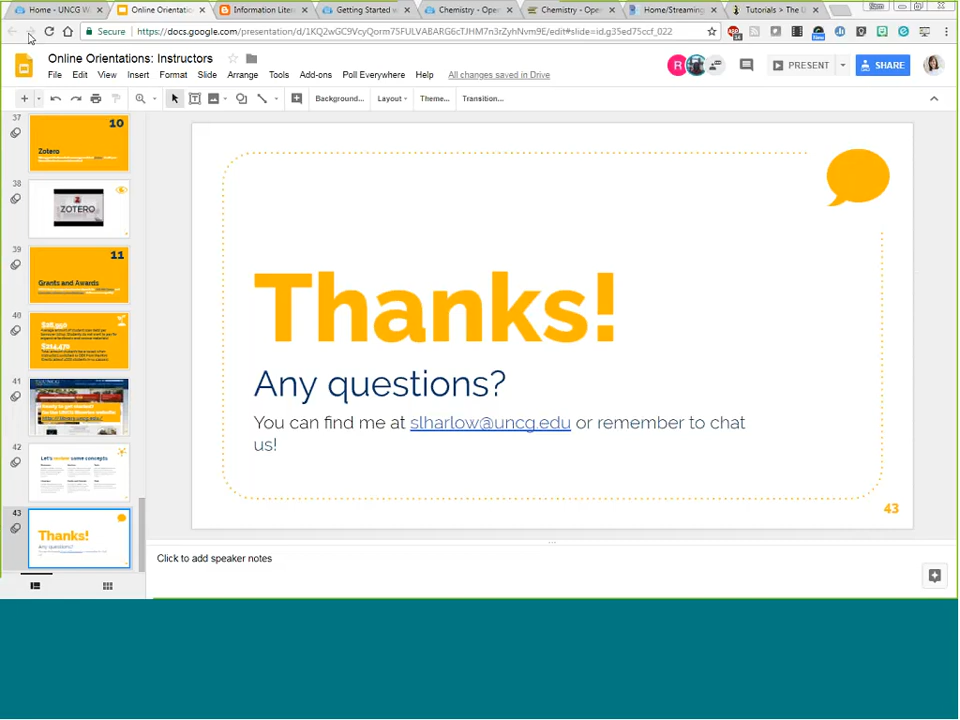 Home - UNCG W
Online Orientatio
Information Liter
Getting Started w
Chemistry - Ope
Chemistry - Ope
Home/Streaming
Tutorials > The U
Secure
https://docs.google.com/presentation/d/1KQ2wGC9VcyQorm75FULVABARG6cTJHM7n3rZyhNvrm9E/edit#slide=id.g35ed75ccf_022
Online Orientations: Instructors
File Edit View Insert Format Slide Arrange Tools Add-ons Poll Everywhere Help All changes saved in Drive
R
PRESENT
SHARE
Background...
Layout
Theme...
Transition...
37
10
Zotero
38
ZOTERO
39
11
Grants and Awards
40
41
42
Let's review some concepts
43
Thanks!
Any questions?
Thanks!
Any questions?
You can find me at slharlow@uncg.edu or remember to chat
us!
43
Click to add speaker notes